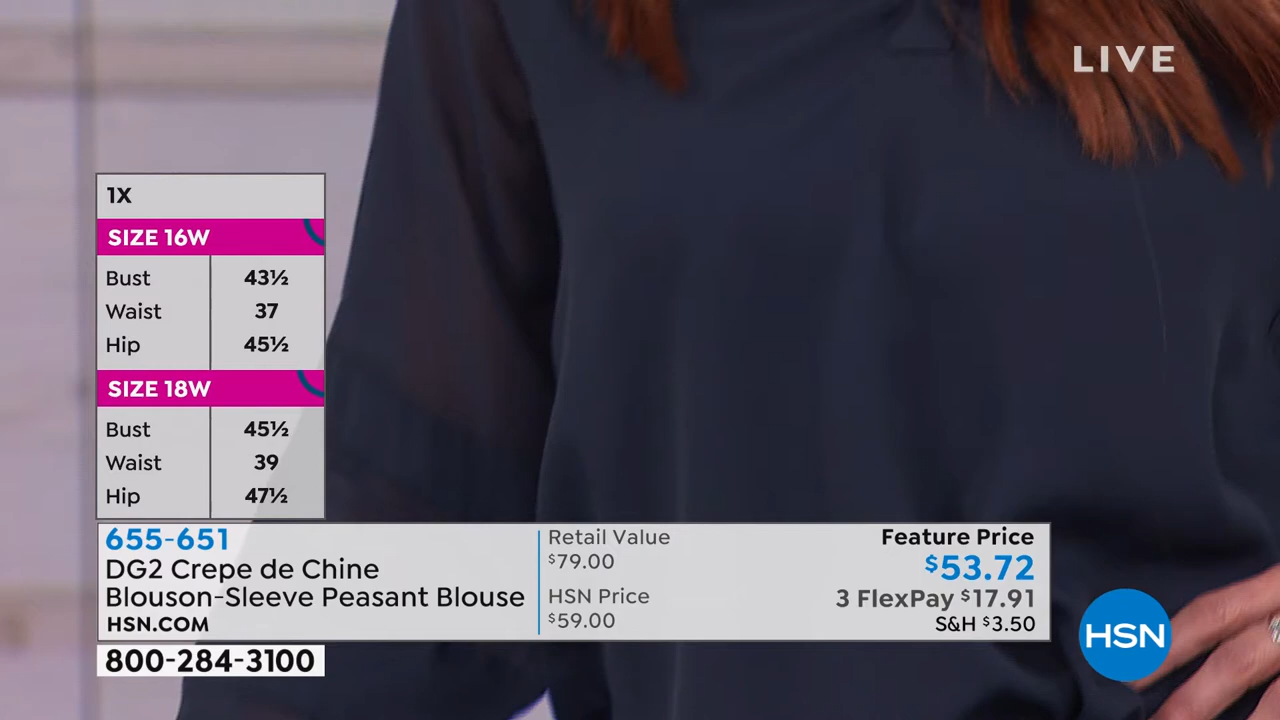 LIVE
1X
SIZE 16W
Bust 43½
Waist 37
Hip 45½
SIZE 18W
Bust 45½
Waist 39
Hip 47½
655-651
DG2 Crepe de Chine
Blouson-Sleeve Peasant Blouse
HSN.COM
Retail Value
$79.00
HSN Price
$59.00
Feature Price
$53.72
3 FlexPay $17.91
S&H $3.50
HSN
800-284-3100